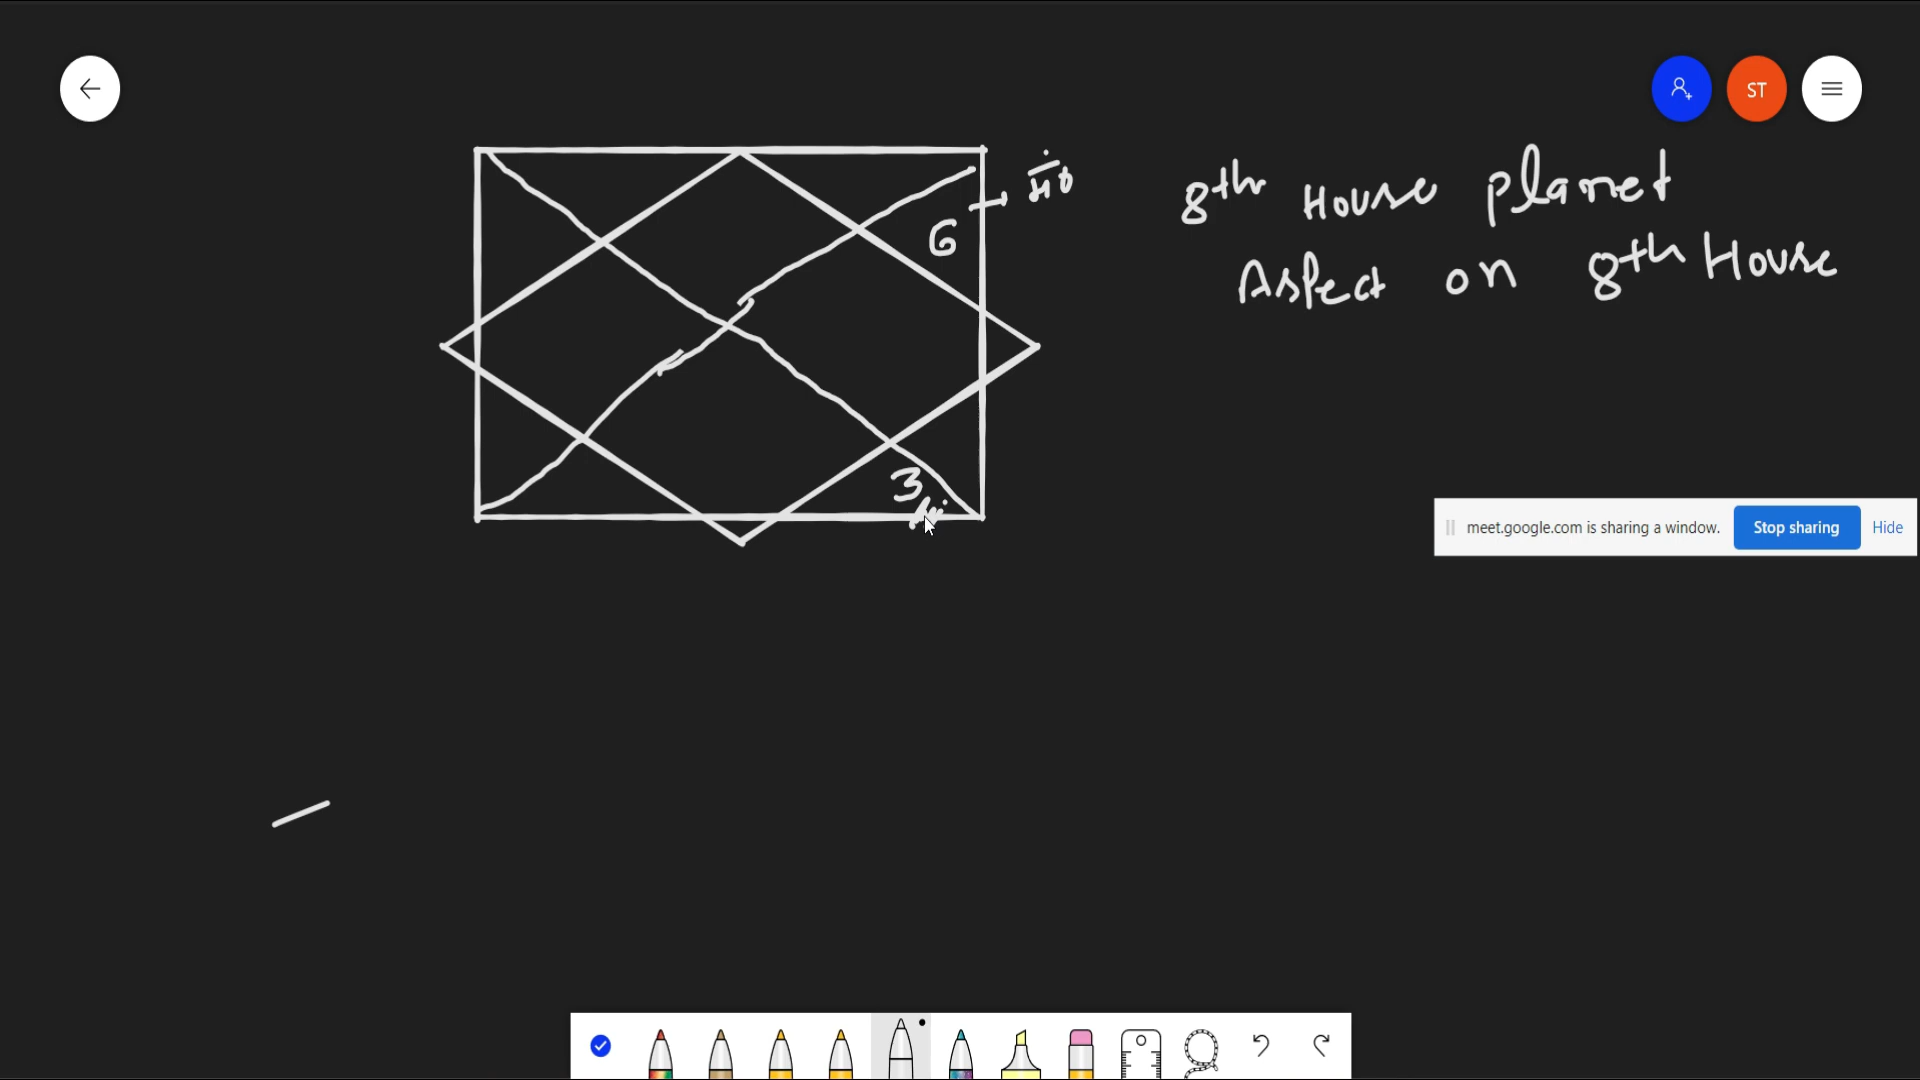 ST
8th House planet
6
Aspect on 8th House
3
meet.google.com is sharing a window. Stop sharing Hide